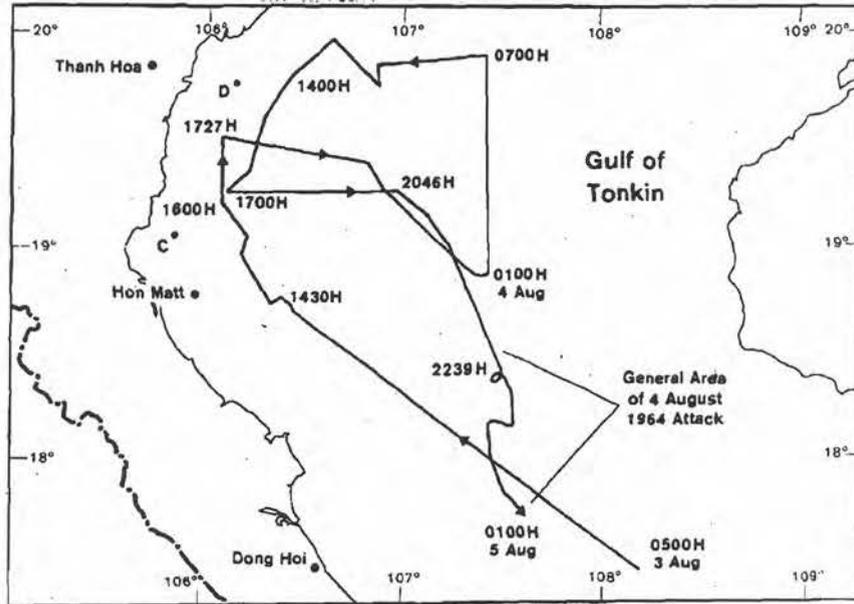 106°
107°
108°
109°
20°
20°
Thanh Hoa
0700H
D
1400H
1727H
Gulf of
Tonkin
2046H
1600H
1700H
19°
19°
C
0100H
4 Aug
Hon Matt
1430H
2239H
General Area
of 4 August
1964 Attack
18°
18°
0100H
5 Aug
0500H
3 Aug
Dong Hoi
106°
107°
108°
109°